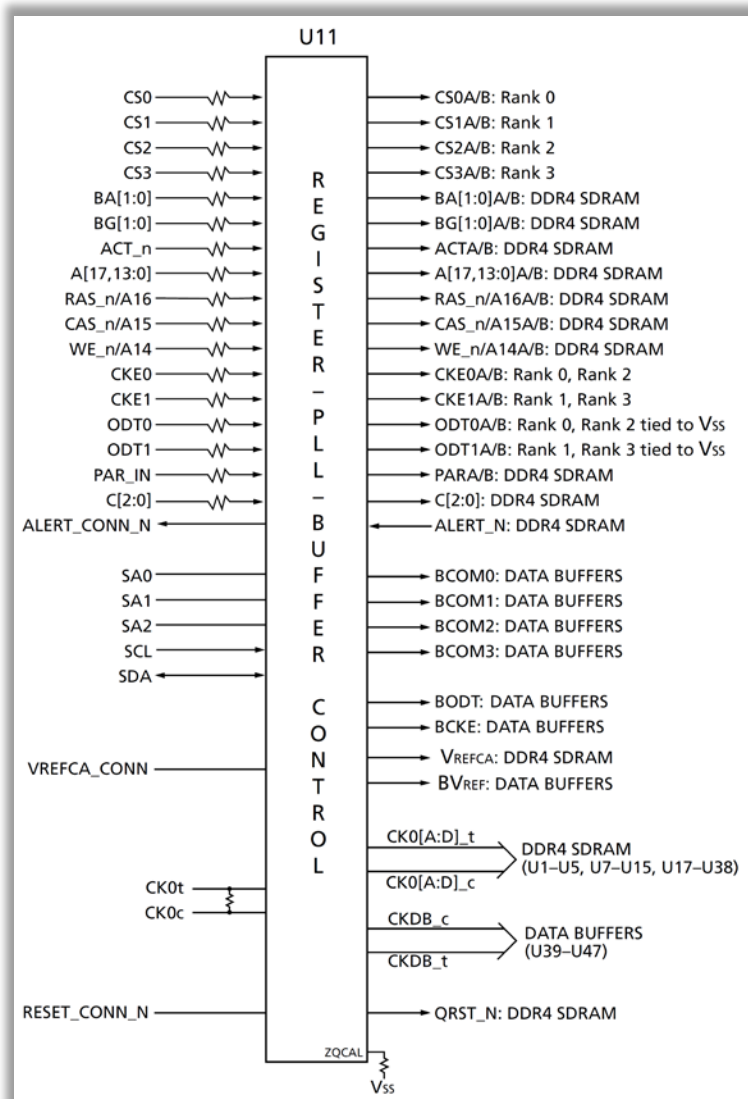 U11
CS0
CS0A/B: Rank 0
CS1
CS1A/B: Rank 1
CS2
CS2A/B: Rank 2
CS3
CS3A/B: Rank 3
BA[1:0]
BA[1:0]A/B: DDR4 SDRAM
BG[1:0]
BG[1:0]A/B: DDR4 SDRAM
ACT_n
ACTA/B: DDR4 SDRAM
A[17,13:0]
A[17,13:0]A/B: DDR4 SDRAM
RAS_n/A16
RAS_n/A16A/B: DDR4 SDRAM
CAS_n/A15
CAS_n/A15A/B: DDR4 SDRAM
WE_n/A14
WE_n/A14A/B: DDR4 SDRAM
CKE0
CKE0A/B: Rank 0, Rank 2
CKE1
CKE1A/B: Rank 1, Rank 3
ODT0
ODT0A/B: Rank 0, Rank 2 tied to VSS
ODT1
ODT1A/B: Rank 1, Rank 3 tied to VSS
PAR_IN
PARA/B: DDR4 SDRAM
C[2:0]
C[2:0]: DDR4 SDRAM
ALERT_CONN_N
ALERT_N: DDR4 SDRAM
SA0
BCOM0: DATA BUFFERS
SA1
BCOM1: DATA BUFFERS
SA2
BCOM2: DATA BUFFERS
SCL
BCOM3: DATA BUFFERS
SDA
BODT: DATA BUFFERS
BCKE: DATA BUFFERS
VREFCA_CONN
VREFCA: DDR4 SDRAM
BVREF: DATA BUFFERS
CK0[A:D]_t
DDR4 SDRAM
(U1–U5, U7–U15, U17–U38)
CK0[A:D]_c
CK0t
CK0c
CKDB_c
DATA BUFFERS
(U39–U47)
CKDB_t
RESET_CONN_N
QRST_N: DDR4 SDRAM
ZQCAL
VSS
REGISTER–PLL–BUFFER CONTROL